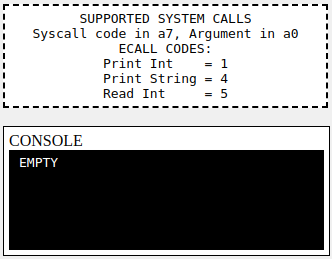 SUPPORTED SYSTEM CALLS
Syscall code in a7, Argument in a0
ECALL CODES:
Print Int    = 1
Print String = 4
Read Int     = 5
CONSOLE
EMPTY